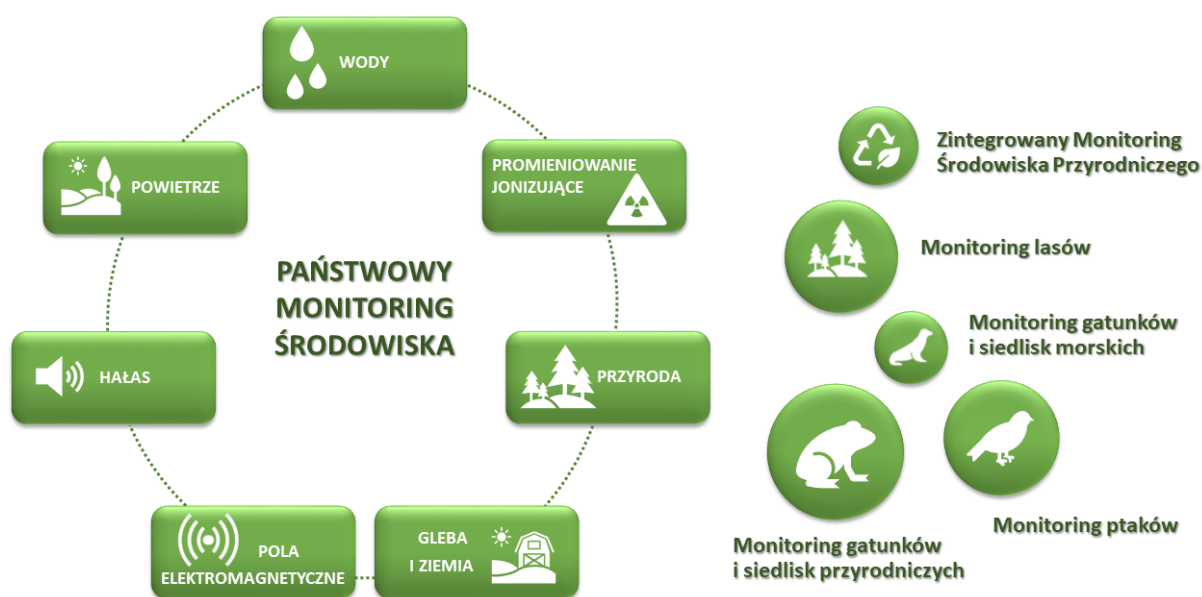 WODY
POWIETRZE
PROMIENIOWANIE
JONIZUJĄCE
PAŃSTWOWY
MONITORING
ŚRODOWISKA
HAŁAS
PRZYRODA
POLA
ELEKTROMAGNETYCZNE
GLEBA
I ZIEMIA
Zintegrowany Monitoring
Środowiska Przyrodniczego
Monitoring lasów
Monitoring gatunków
i siedlisk morskich
Monitoring ptaków
Monitoring gatunków
i siedlisk przyrodniczych